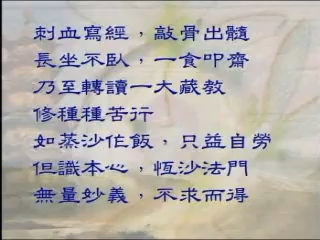 刺血寫經，敲骨出髓
長坐不臥，一食卯齋
乃至轉讀一大藏教
修種種苦行
如蒸沙作飯，只益自勞
但識本心，恆沙法門
無量妙義，不求而得